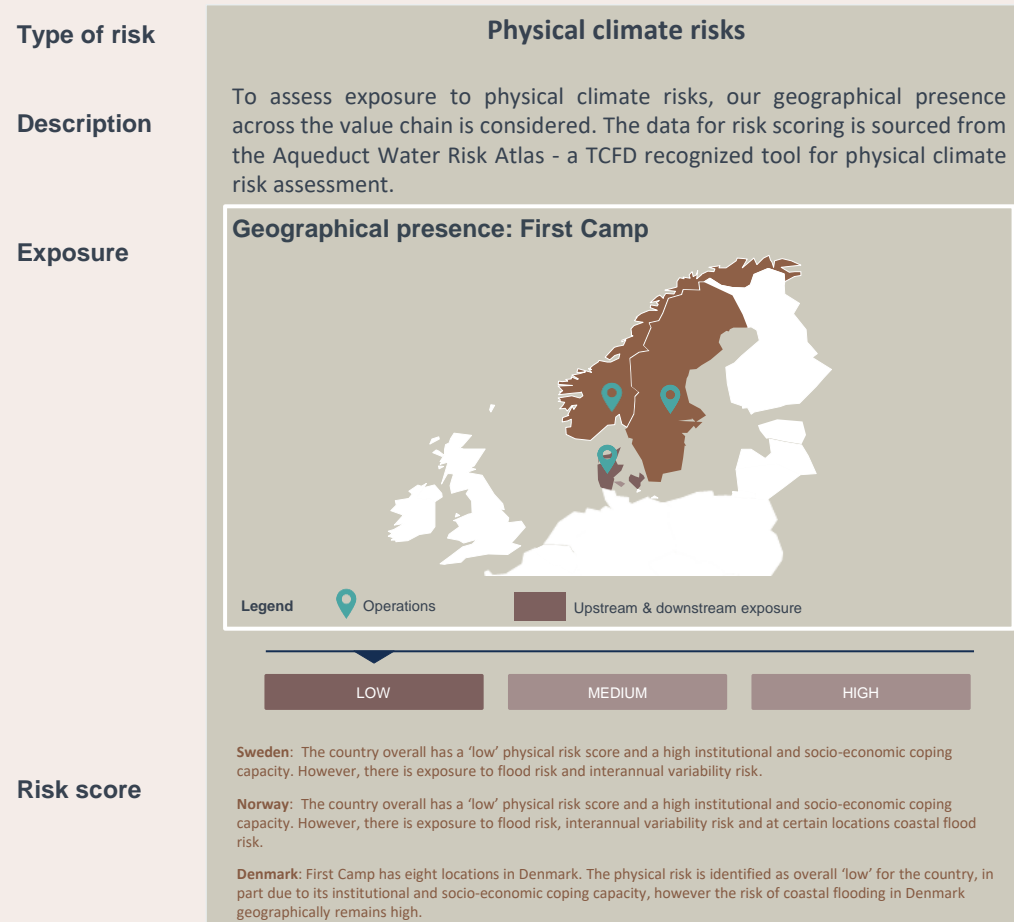 Type of risk
Physical climate risks
Description
To assess exposure to physical climate risks, our geographical presence
across the value chain is considered. The data for risk scoring is sourced from
the Aqueduct Water Risk Atlas - a TCFD recognized tool for physical climate
risk assessment.
Exposure
Geographical presence: First Camp
Legend
Operations
Upstream & downstream exposure
LOW
MEDIUM
HIGH
Risk score
Sweden: The country overall has a ‘low’ physical risk score and a high institutional and socio-economic coping
capacity. However, there is exposure to flood risk and interannual variability risk.
Norway: The country overall has a ‘low’ physical risk score and a high institutional and socio-economic coping
capacity. However, there is exposure to flood risk, interannual variability risk and at certain locations coastal flood
risk.
Denmark: First Camp has eight locations in Denmark. The physical risk is identified as overall ‘low’ for the country, in
part due to its institutional and socio-economic coping capacity, however the risk of coastal flooding in Denmark
geographically remains high.